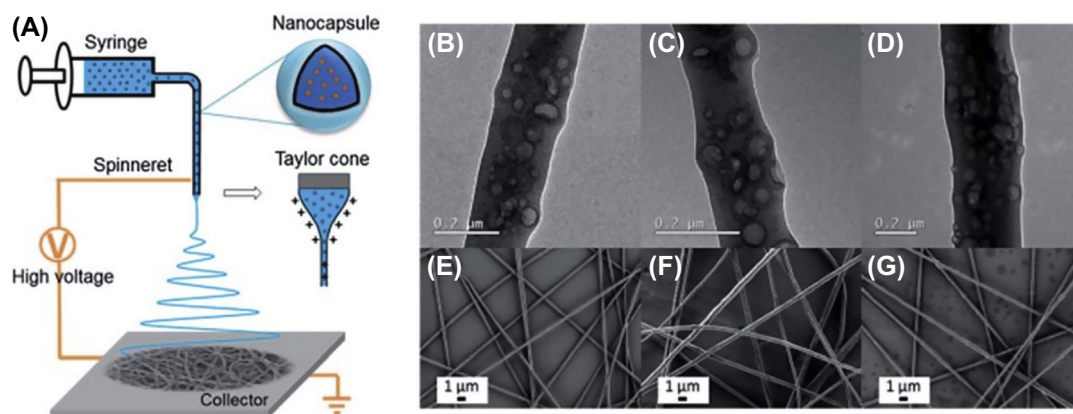 (A)
Syringe
Nanocapsule
Spinneret
Taylor cone
V
High voltage
Collector
(B)
(C)
(D)
0.2 µm
0.2 µm
0.2 µm
(E)
(F)
(G)
1 µm
1 µm
1 µm